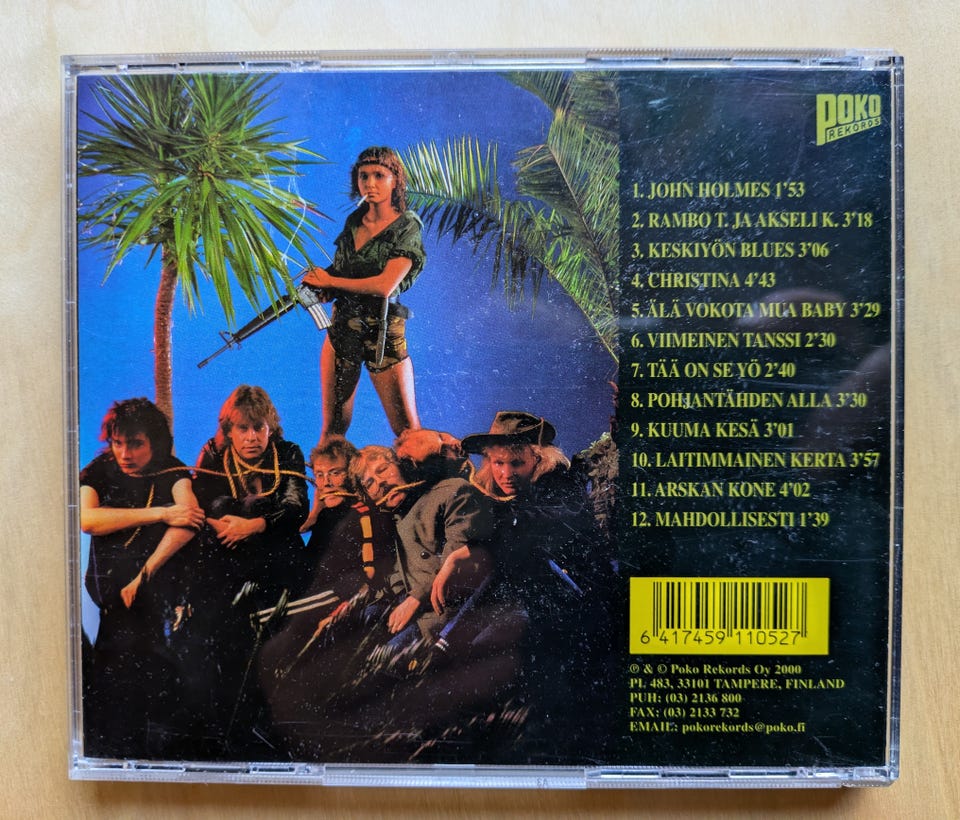 POKO
REKORDS
1. JOHN HOLMES 1'53
2. RAMBO T. JA AKSELI K. 3'18
3. KESKIYÖN BLUES 3'06
4. CHRISTINA 4'43
5. ÄLÄ VOKOTA MUA BABY 3'29
6. VIIMEINEN TANSSI 2'30
7. TÄÄ ON SE YÖ 2'40
8. POHJANTÄHDEN ALLA 3'30
9. KUUMA KESÄ 3'01
10. LAITIMMAINEN KERTA 3'57
11. ARSKAN KONE 4'02
12. MAHDOLLISESTI 1'39
6 417459 110527
℗ & © Poko Rekords Oy 2000
PL 483, 33101 TAMPERE, FINLAND
PUH: (03) 2136 800
FAX: (03) 2133 732
EMAIL: pokorekords@poko.fi